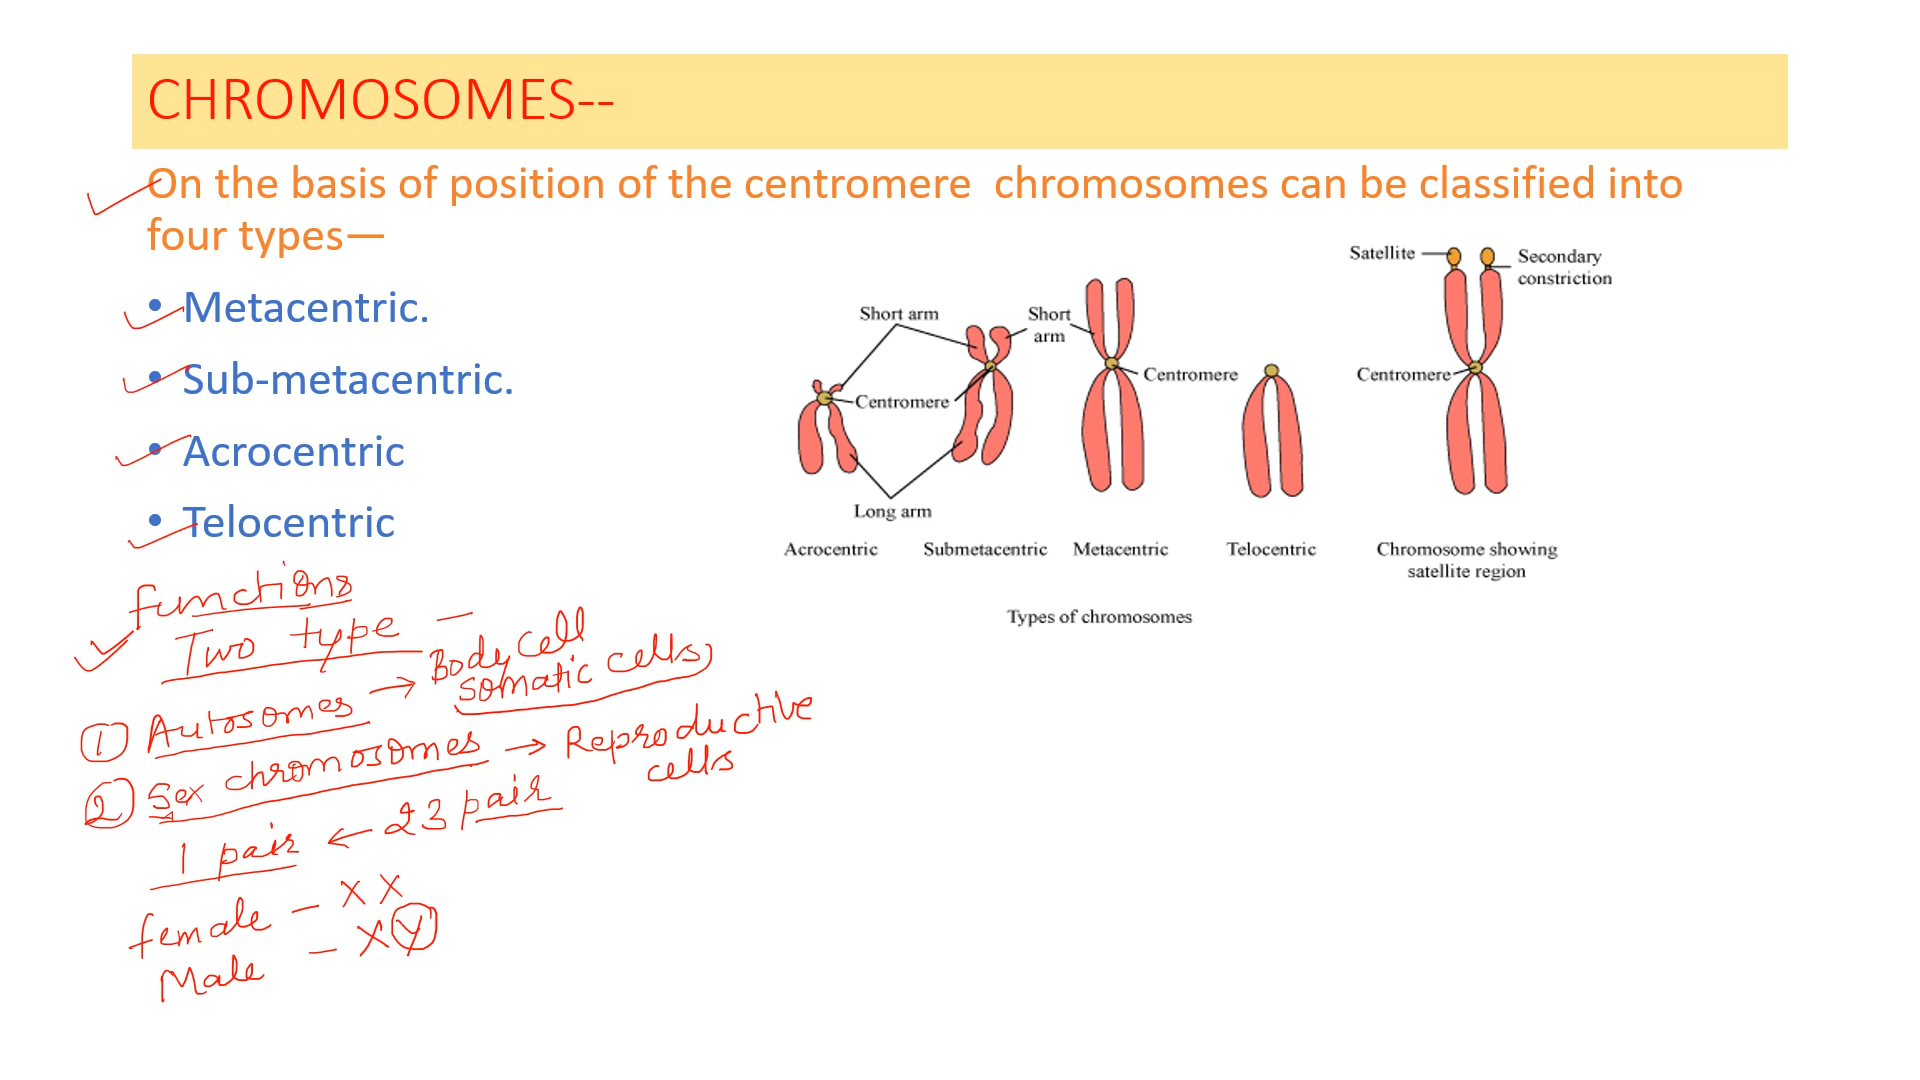 CHROMOSOMES--
On the basis of position of the centromere chromosomes can be classified into
four types—
• Metacentric.
• Sub-metacentric.
• Acrocentric
• Telocentric
Satellite
Secondary
constriction
Short arm
Short
arm
Centromere
Centromere
Centromere
Long arm
Acrocentric
Submetacentric
Metacentric
Telocentric
Chromosome showing
satellite region
Types of chromosomes
functions
Two type —
① Autosomes → Body cell
somatic cells)
② Sex chromosomes → Reproductive
cells
1 pair ← 23 pair
female – XX
Male – XY